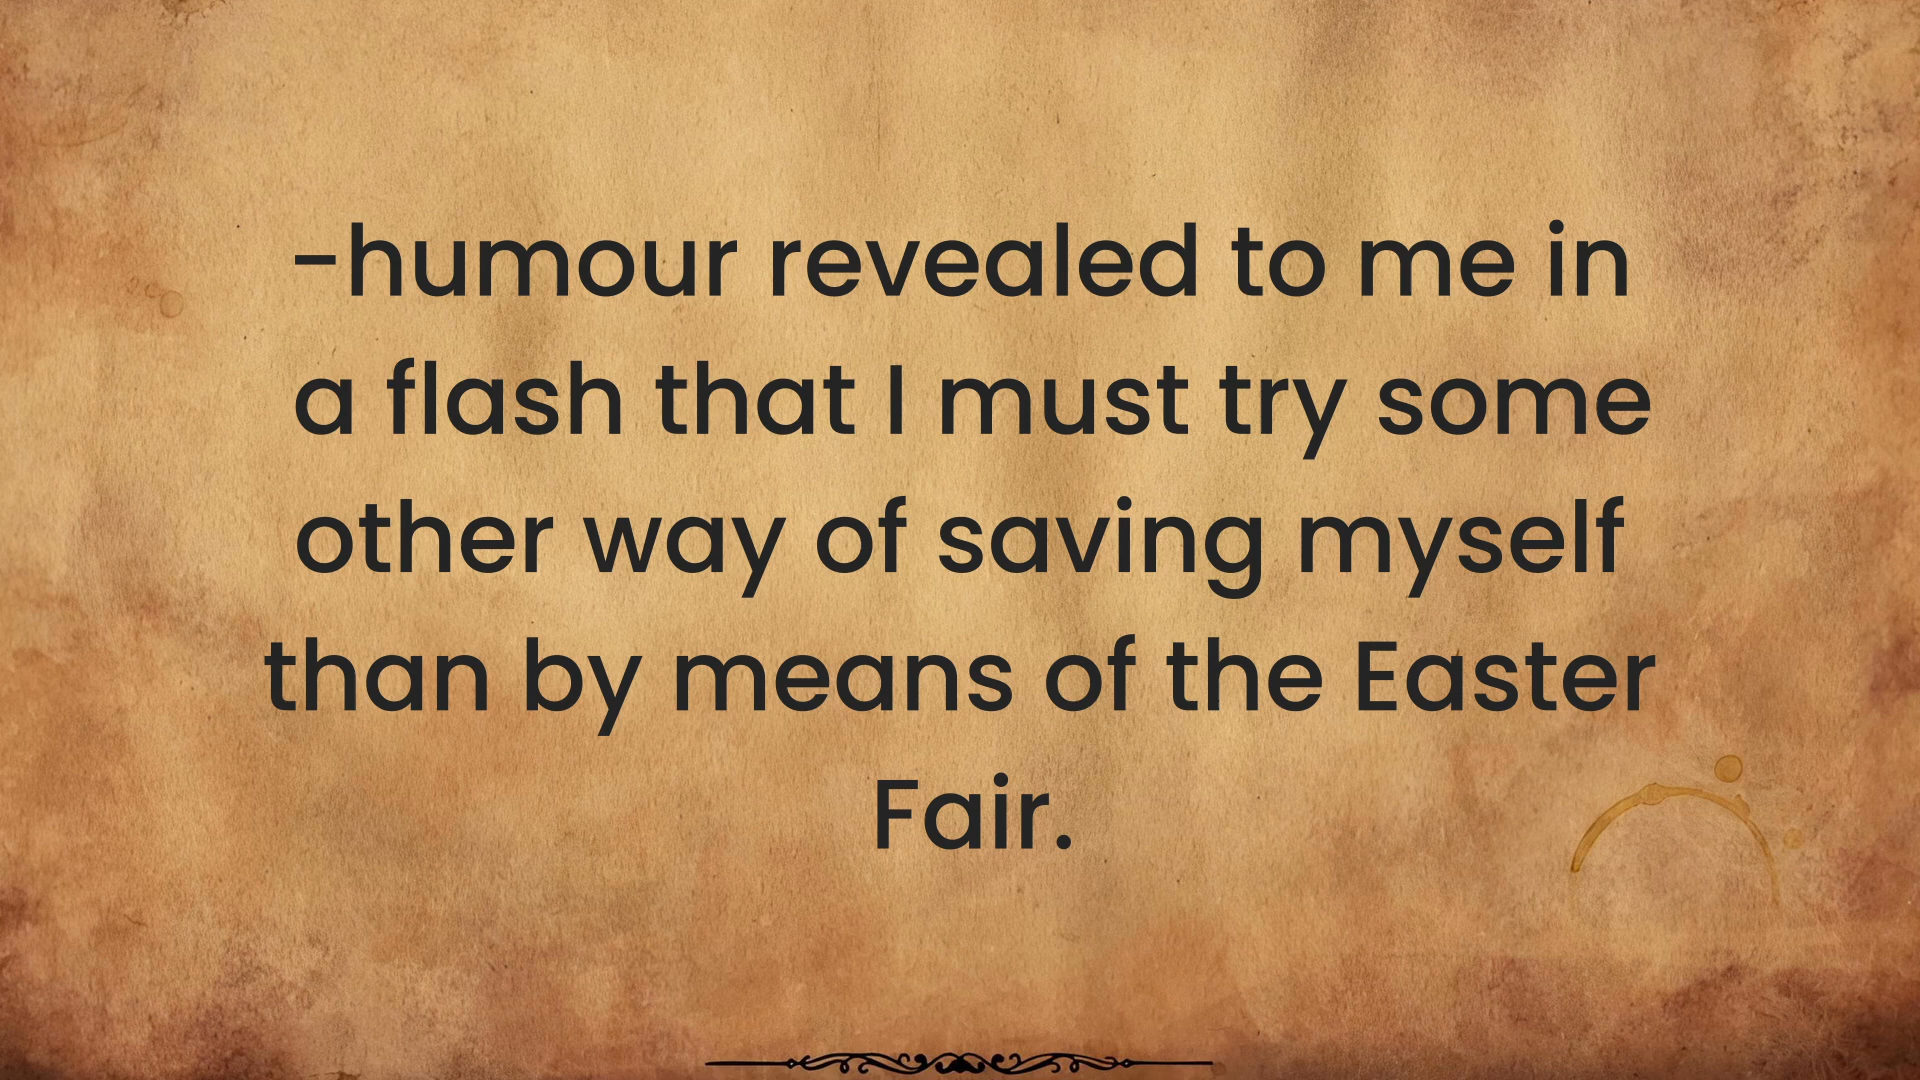 -humour revealed to me in
a flash that I must try some
other way of saving myself
than by means of the Easter
Fair.